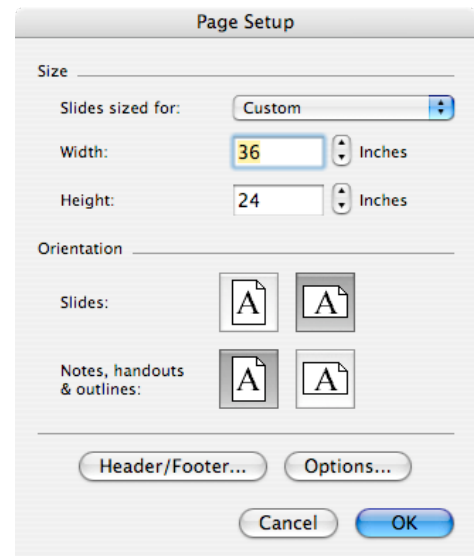 Page Setup
Size
Slides sized for: Custom
Width: 36 Inches
Height: 24 Inches
Orientation
Slides: A A
Notes, handouts
& outlines: A A
Header/Footer... Options...
Cancel OK